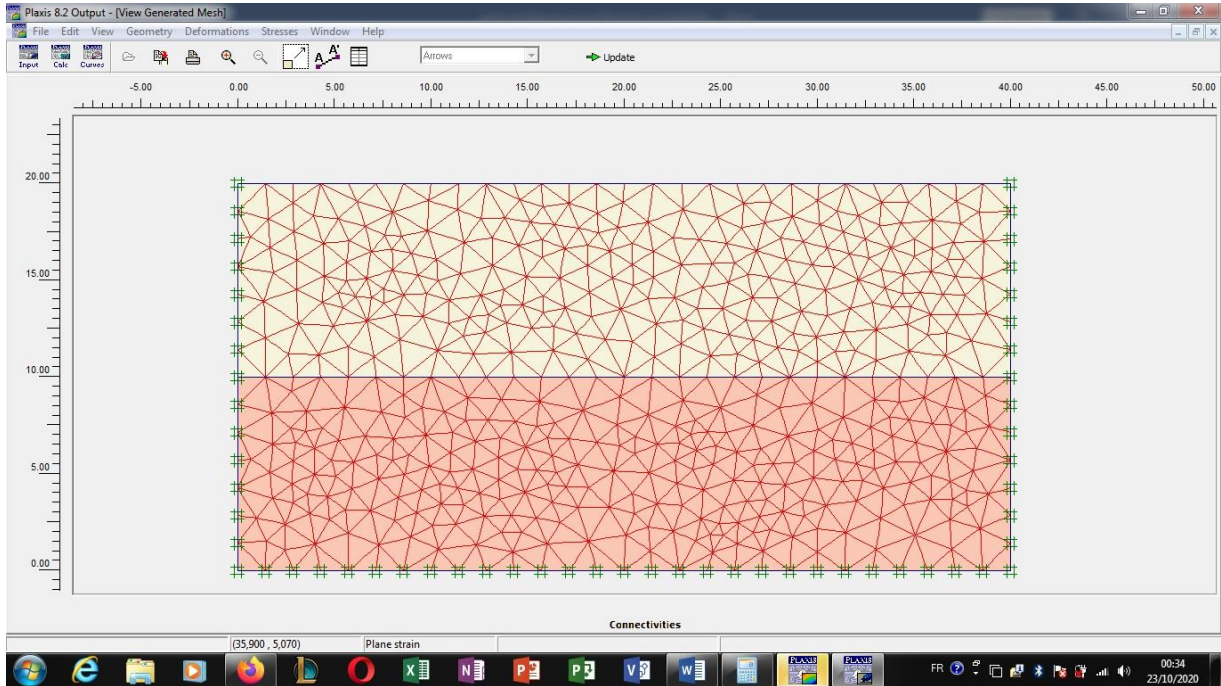 Plaxis 8.2 Output - [View Generated Mesh]
File Edit View Geometry Deformations Stresses Window Help
Input Calc Curves A A' Arrows Update
-5.00 0.00 5.00 10.00 15.00 20.00 25.00 30.00 35.00 40.00 45.00 50.00
20.00
15.00
10.00
5.00
0.00
Connectivities
(35,900 , 5,070) Plane strain
PLAXIS PLAXIS FR 00:34
23/10/2020